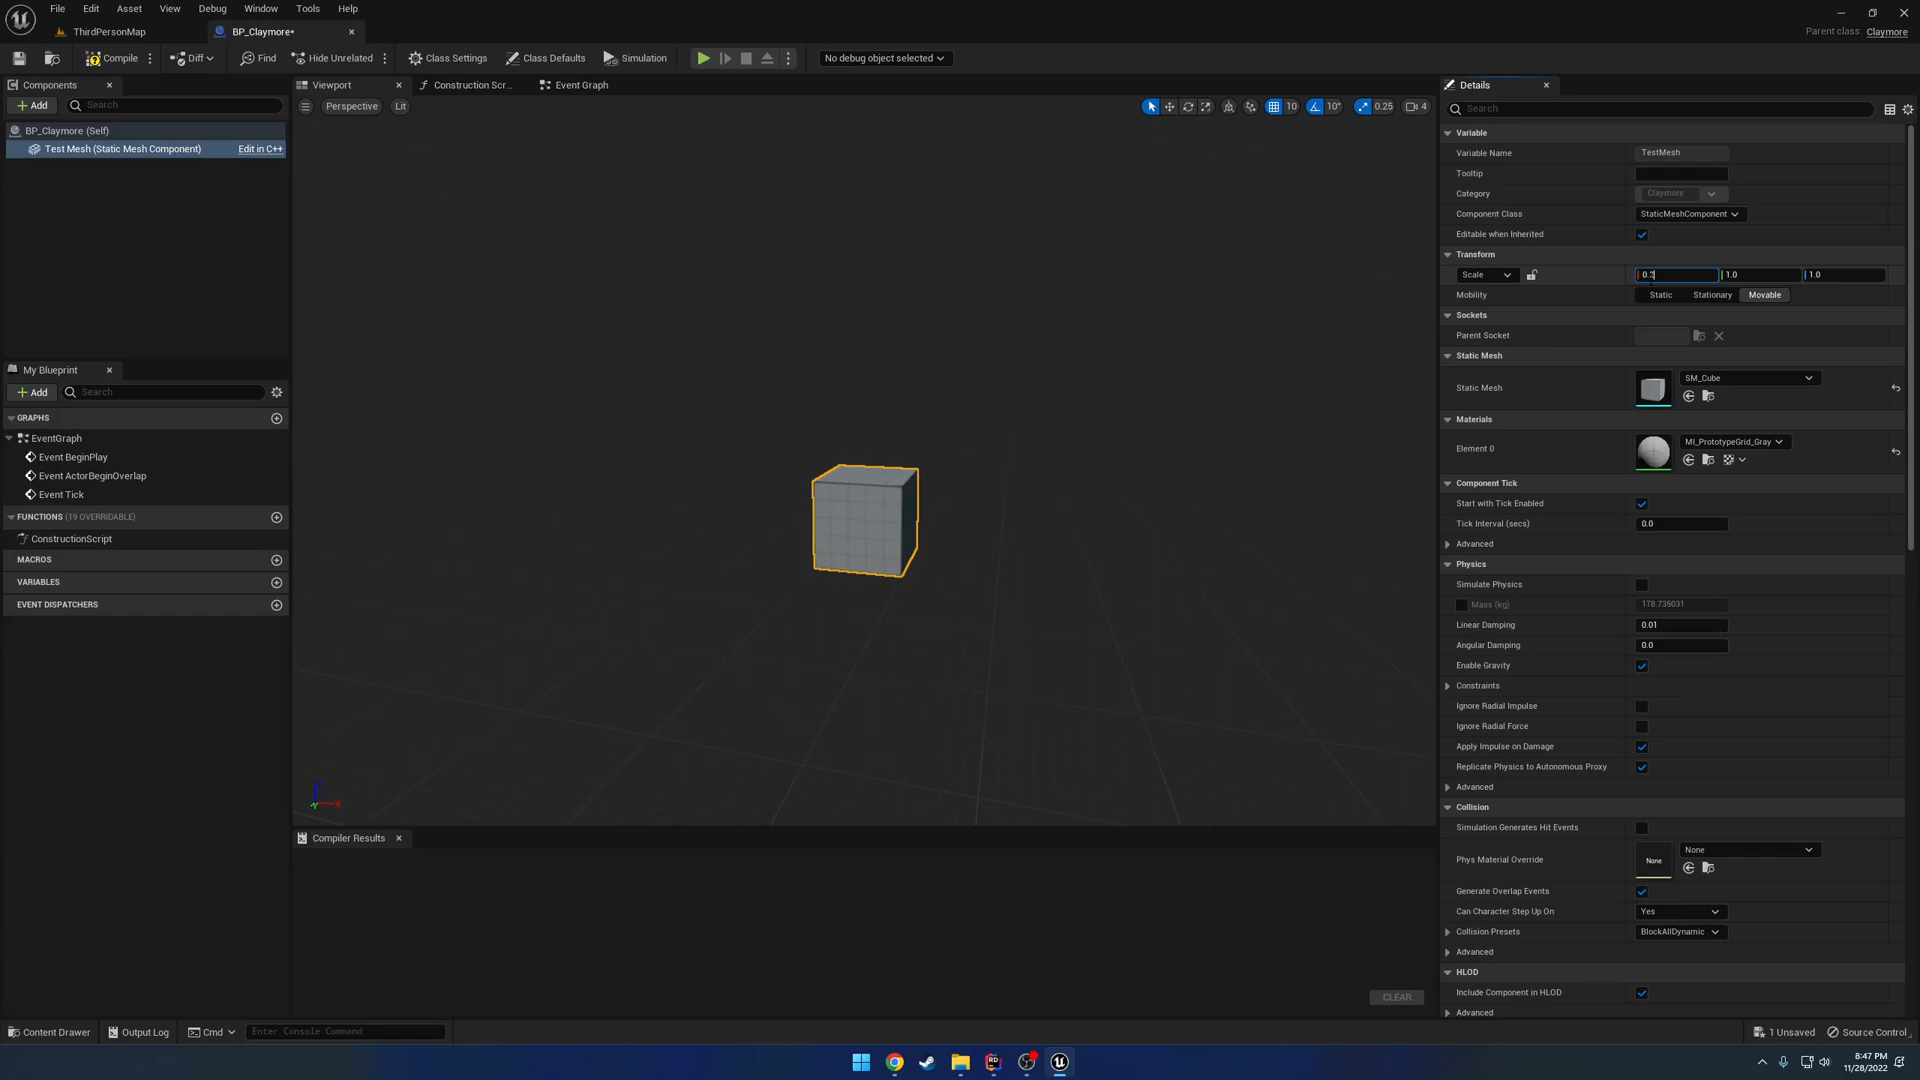 File Edit Asset View Debug Window Tools Help
ThirdPersonMap BP_Claymore•
Parent class: Claymore
Compile Diff Find Hide Unrelated Class Settings Class Defaults Simulation No debug object selected
Components Viewport Construction Scr... Event Graph Details
Add Search Perspective Lit 10 10° 0.25 4 Search
BP_Claymore (Self)
Test Mesh (Static Mesh Component) Edit in C++
My Blueprint
Add Search
GRAPHS
EventGraph
Event BeginPlay
Event ActorBeginOverlap
Event Tick
FUNCTIONS (19 OVERRIDABLE)
ConstructionScript
MACROS
VARIABLES
EVENT DISPATCHERS
Variable
Variable Name TestMesh
Tooltip
Category Claymore
Component Class StaticMeshComponent
Editable when Inherited
Transform
Scale 1.0 1.0
Mobility Static Stationary Movable
Sockets
Parent Socket
Static Mesh
Static Mesh SM_Cube
Materials
Element 0 MI_PrototypeGrid_Gray
Component Tick
Start with Tick Enabled
Tick Interval (secs) 0.0
Advanced
Physics
Simulate Physics
Mass (kg) 178.735031
Linear Damping 0.01
Angular Damping 0.0
Enable Gravity
Constraints
Ignore Radial Impulse
Ignore Radial Force
Apply Impulse on Damage
Replicate Physics to Autonomous Proxy
Advanced
Collision
Simulation Generates Hit Events
Phys Material Override None None
Generate Overlap Events
Can Character Step Up On Yes
Collision Presets BlockAllDynamic
Advanced
HLOD
Include Component in HLOD
Advanced
Compiler Results
CLEAR
Content Drawer Output Log Cmd Enter Console Command 1 Unsaved Source Control
8:47 PM
11/28/2022